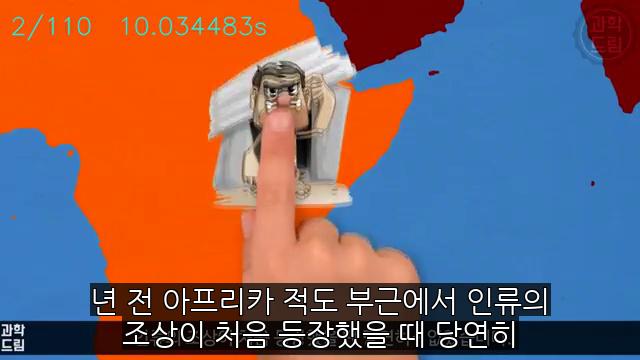 2/110 10.034483s
과학
드림
년 전 아프리카 적도 부근에서 인류의
조상이 처음 등장했을 때 당연히
과학
드림